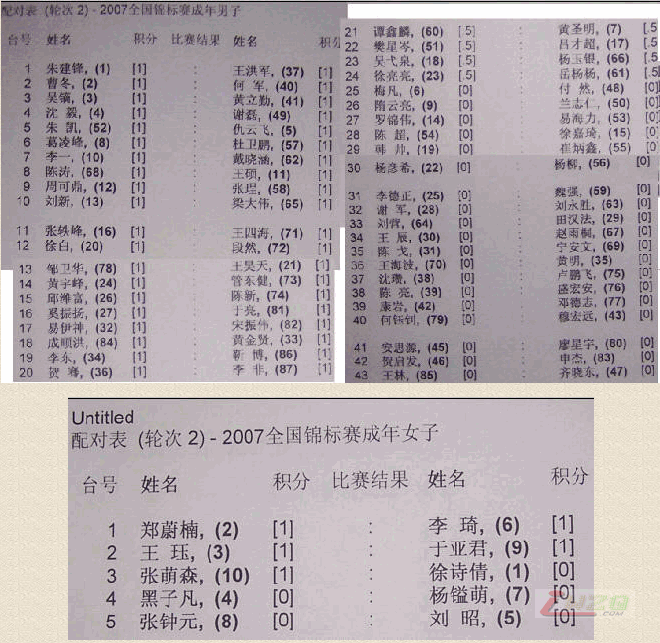 配对表 (轮次 2) - 2007全国锦标赛成年男子
台号 姓名 积分 比赛结果 姓名 积分
1 朱建锋, (1) [1] : 王洪军, (37) [1]
2 曹冬, (2) [1] : 何 军, (40) [1]
3 吴镝, (3) [1] : 黄立勤, (41) [1]
4 沈 毅, (4) [1] : 谢磊, (49) [1]
5 朱 凯, (52) [1] : 仇云飞, (5) [1]
6 葛凌峰, (8) [1] : 杜卫鹏, (57) [1]
7 李一, (10) [1] : 戴晓涵, (62) [1]
8 陈涛, (68) [1] : 王硕, (11) [1]
9 周可鼎, (12) [1] : 张珵, (58) [1]
10 刘新, (13) [1] : 梁大伟, (65) [1]
11 张轶峰, (16) [1] : 王四海, (71) [1]
12 徐白, (20) [1] : 段然, (72) [1]
13 邹卫华, (78) [1] : 王昊天, (21) [1]
14 黄宇峰, (24) [1] : 管东健, (73) [1]
15 邱维富, (26) [1] : 陈新, (74) [1]
16 奚振扬, (27) [1] : 于亮, (81) [1]
17 易伊神, (32) [1] : 宋振伟, (82) [1]
18 成顺洪, (84) [1] : 黄金贤, (33) [1]
19 李东, (34) [1] : 靳 博, (86) [1]
20 贺 骞, (36) [1] : 李 非, (87) [1]
21 谭鑫麟, (60) [.5] : 黄圣明, (7) [.5]
22 樊星岑, (51) [.5] : 吕才超, (17) [.5]
23 吴弋泉, (18) [.5] : 杨玉银, (66) [.5]
24 徐亮亮, (23) [.5] : 岳杨杨, (61) [.5]
25 梅凡, (6) [0] : 付 然, (48) [0]
26 隋云亮, (9) [0] : 兰志仁, (50) [0]
27 罗锦伟, (14) [0] : 易海力, (53) [0]
28 陈 超, (54) [0] : 徐嘉琦, (15) [0]
29 韩 帅, (19) [0] : 崔炳鑫, (55) [0]
30 杨彦希, (22) [0] : 杨柳, (56) [0]
31 李德正, (25) [0] : 魏强, (59) [0]
32 谢 军, (28) [0] : 刘永胜, (63) [0]
33 刘霄, (64) [0] : 田汉法, (29) [0]
34 王 辰, (30) [0] : 赵雨桐, (67) [0]
35 陈 戈, (31) [0] : 宁安文, (69) [0]
36 王海波, (70) [0] : 黄明, (35) [0]
37 沈瓒, (38) [0] : 卢鹏飞, (75) [0]
38 陈 亮, (39) [0] : 盛宏安, (76) [0]
39 康岩, (42) [0] : 邓德志, (77) [0]
40 何钰钊, (79) [0] : 穆宏远, (43) [0]
41 安思源, (45) [0] : 廖星宇, (80) [0]
42 贺启发, (46) [0] : 申杰, (83) [0]
43 王林, (85) [0] : 齐晓东, (47) [0]
Untitled
配对表 (轮次 2) - 2007全国锦标赛成年女子
台号 姓名 积分 比赛结果 姓名 积分
1 郑蔚楠, (2) [1] : 李 琦, (6) [1]
2 王 珏, (3) [1] : 于亚君, (9) [1]
3 张萌森, (10) [1] : 徐诗倩, (1) [0]
4 黑子凡, (4) [0] : 杨镒萌, (7) [0]
5 张钟元, (8) [0] : 刘 昭, (5) [0]